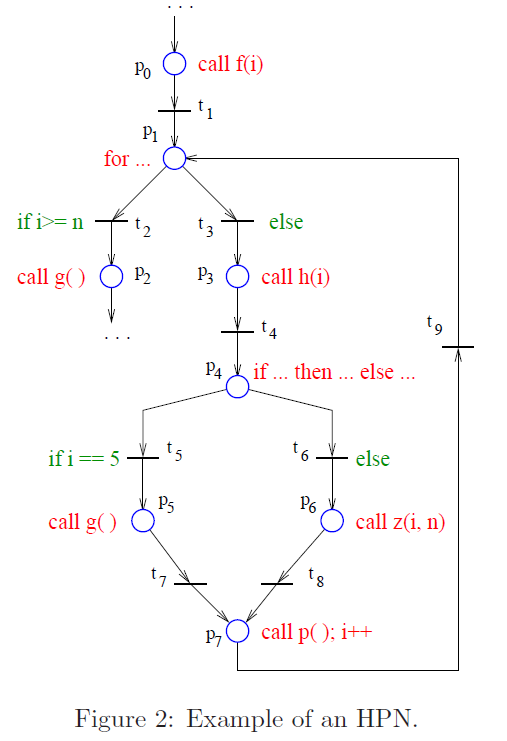 . . .
p0 call f(i)
t1
p1
for ...
if i>= n t2 t3 else
call g( ) p2 p3 call h(i)
. . . t4 t9
p4 if ... then ... else ...
if i == 5 t5 t6 else
p5 p6
call g( ) call z(i, n)
t7 t8
p7 call p( ); i++
Figure 2: Example of an HPN.